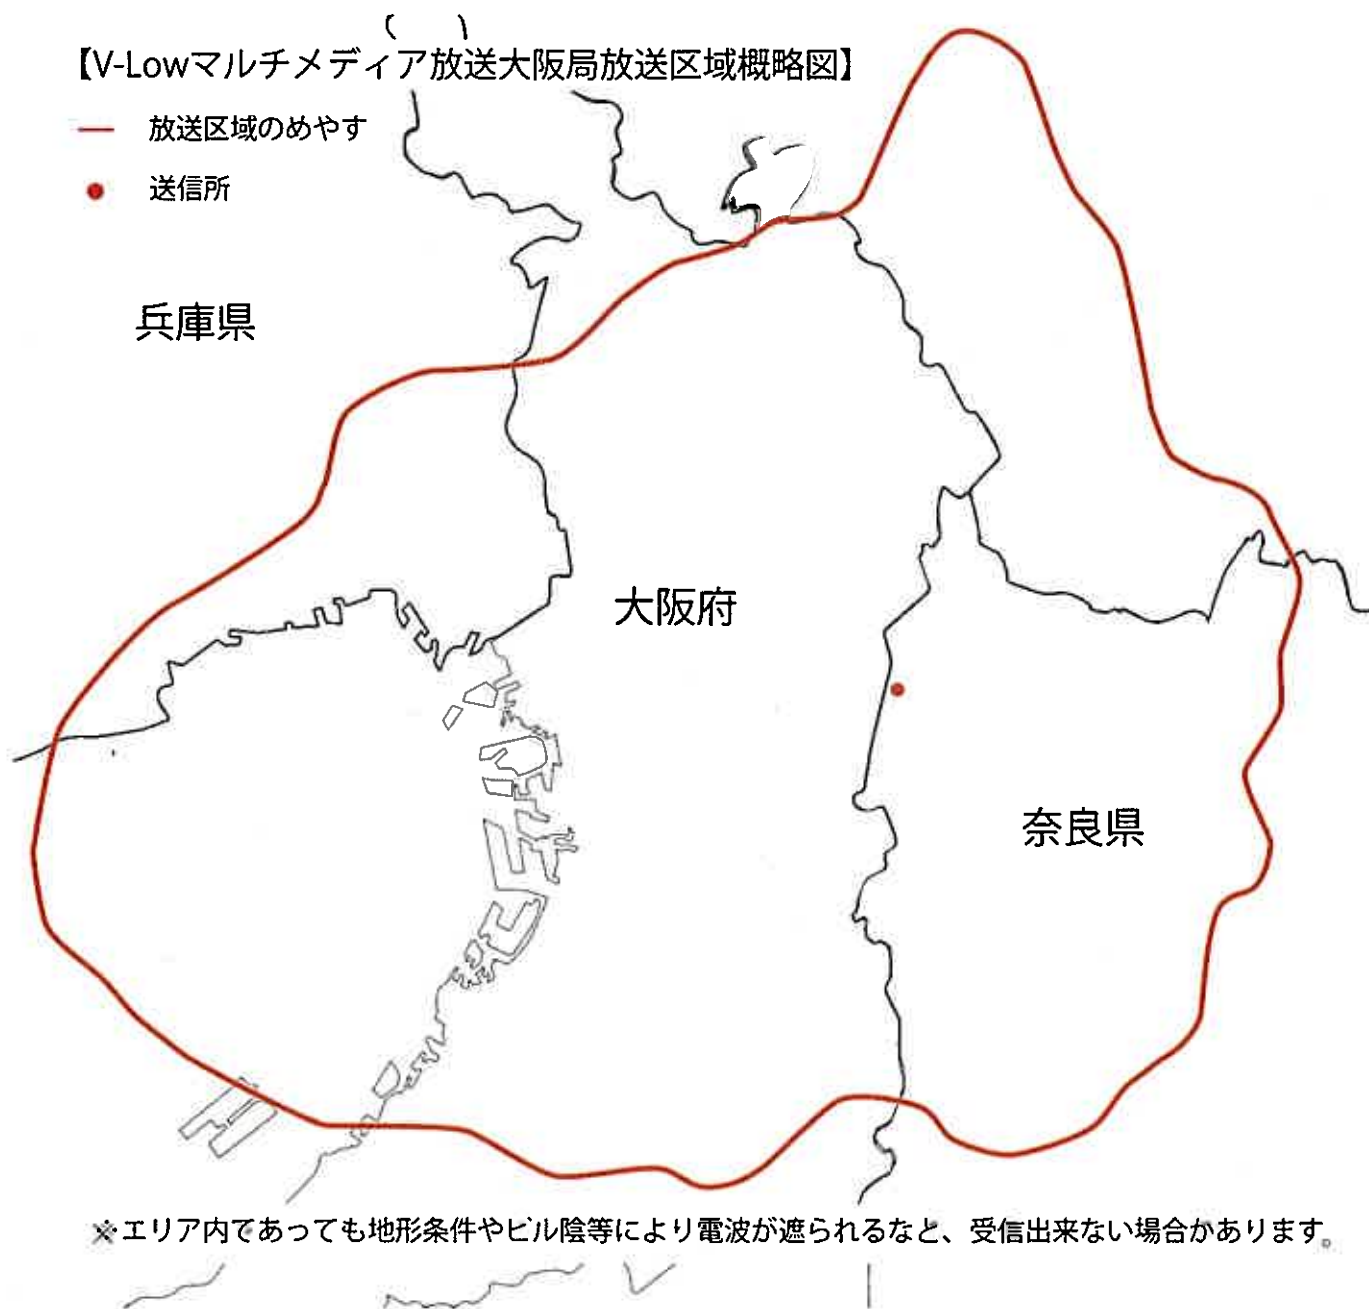 【V-Lowマルチメディア放送大阪局放送区域概略図】
放送区域のめやす
送信所
兵庫県
大阪府
奈良県
※エリア内であっても地形条件やビル陰等により電波が遮られるなど、受信出来ない場合があります。